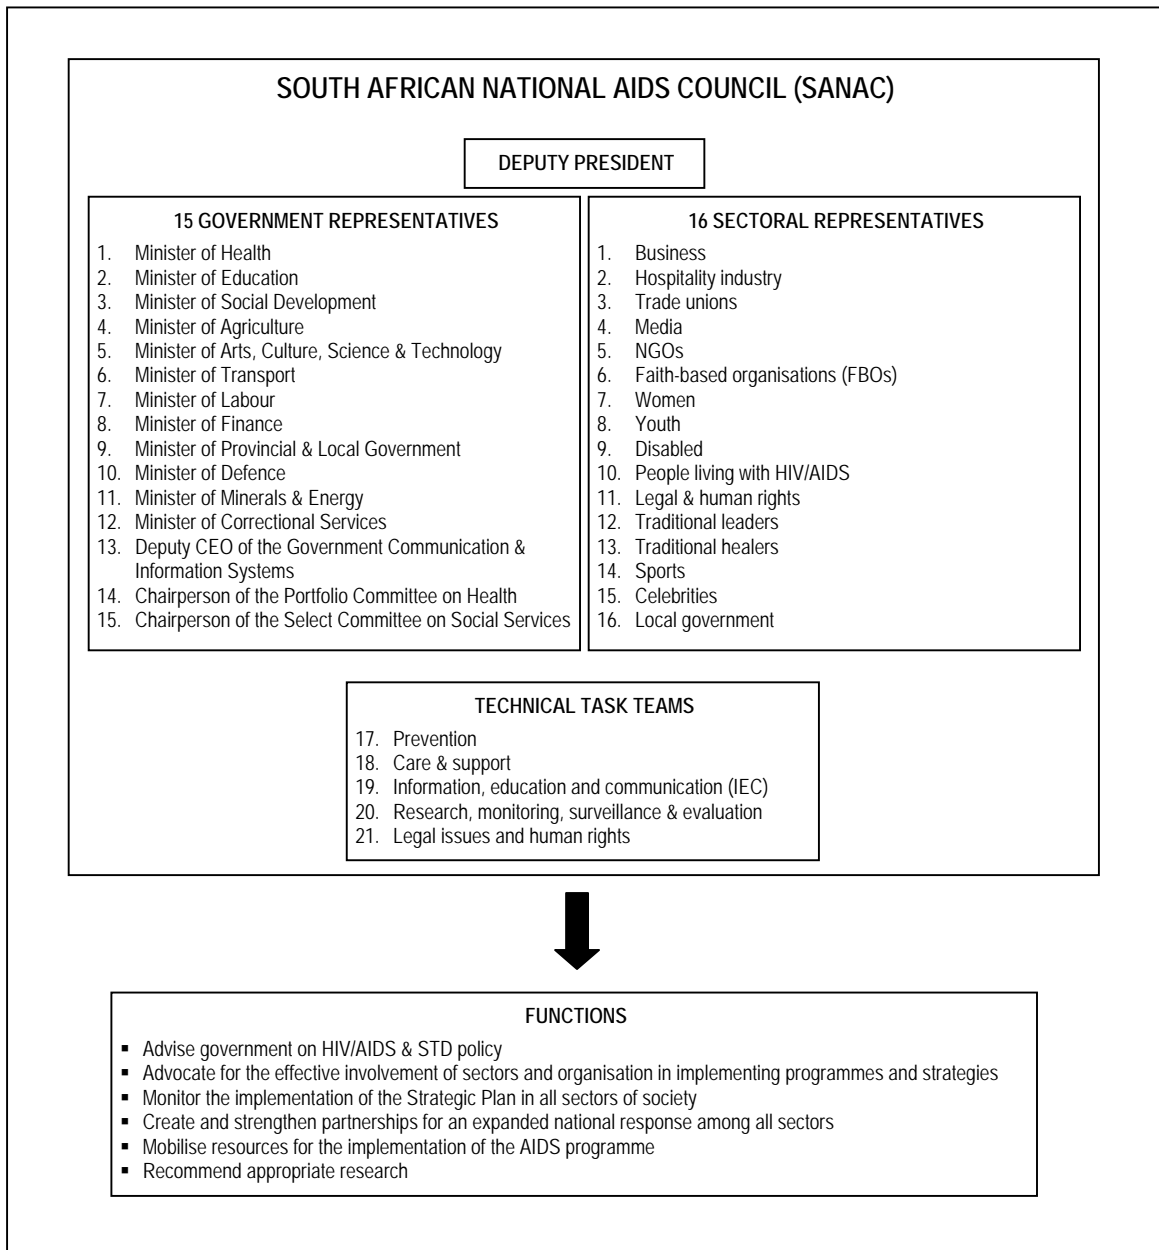 SOUTH AFRICAN NATIONAL AIDS COUNCIL (SANAC)
DEPUTY PRESIDENT
15 GOVERNMENT REPRESENTATIVES
1. Minister of Health
2. Minister of Education
3. Minister of Social Development
4. Minister of Agriculture
5. Minister of Arts, Culture, Science & Technology
6. Minister of Transport
7. Minister of Labour
8. Minister of Finance
9. Minister of Provincial & Local Government
10. Minister of Defence
11. Minister of Minerals & Energy
12. Minister of Correctional Services
13. Deputy CEO of the Government Communication &
Information Systems
14. Chairperson of the Portfolio Committee on Health
15. Chairperson of the Select Committee on Social Services
16 SECTORAL REPRESENTATIVES
1. Business
2. Hospitality industry
3. Trade unions
4. Media
5. NGOs
6. Faith-based organisations (FBOs)
7. Women
8. Youth
9. Disabled
10. People living with HIV/AIDS
11. Legal & human rights
12. Traditional leaders
13. Traditional healers
14. Sports
15. Celebrities
16. Local government
TECHNICAL TASK TEAMS
17. Prevention
18. Care & support
19. Information, education and communication (IEC)
20. Research, monitoring, surveillance & evaluation
21. Legal issues and human rights
FUNCTIONS
▪ Advise government on HIV/AIDS & STD policy
▪ Advocate for the effective involvement of sectors and organisation in implementing programmes and strategies
▪ Monitor the implementation of the Strategic Plan in all sectors of society
▪ Create and strengthen partnerships for an expanded national response among all sectors
▪ Mobilise resources for the implementation of the AIDS programme
▪ Recommend appropriate research